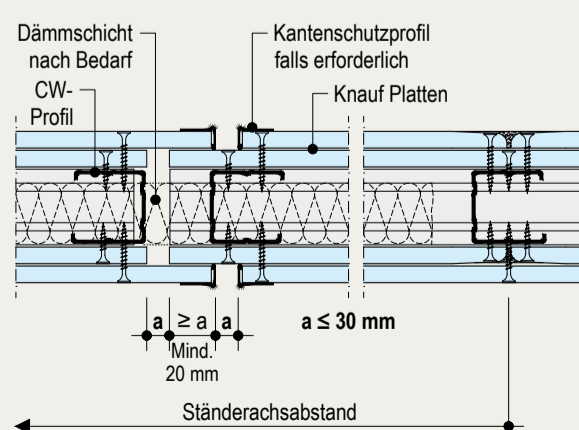 Dämmschicht
nach Bedarf
CW-
Profil
Kantenschutzprofil
falls erforderlich
Knauf Platten
a ≥ a a
a ≤ 30 mm
Mind.
20 mm
Ständerachsabstand